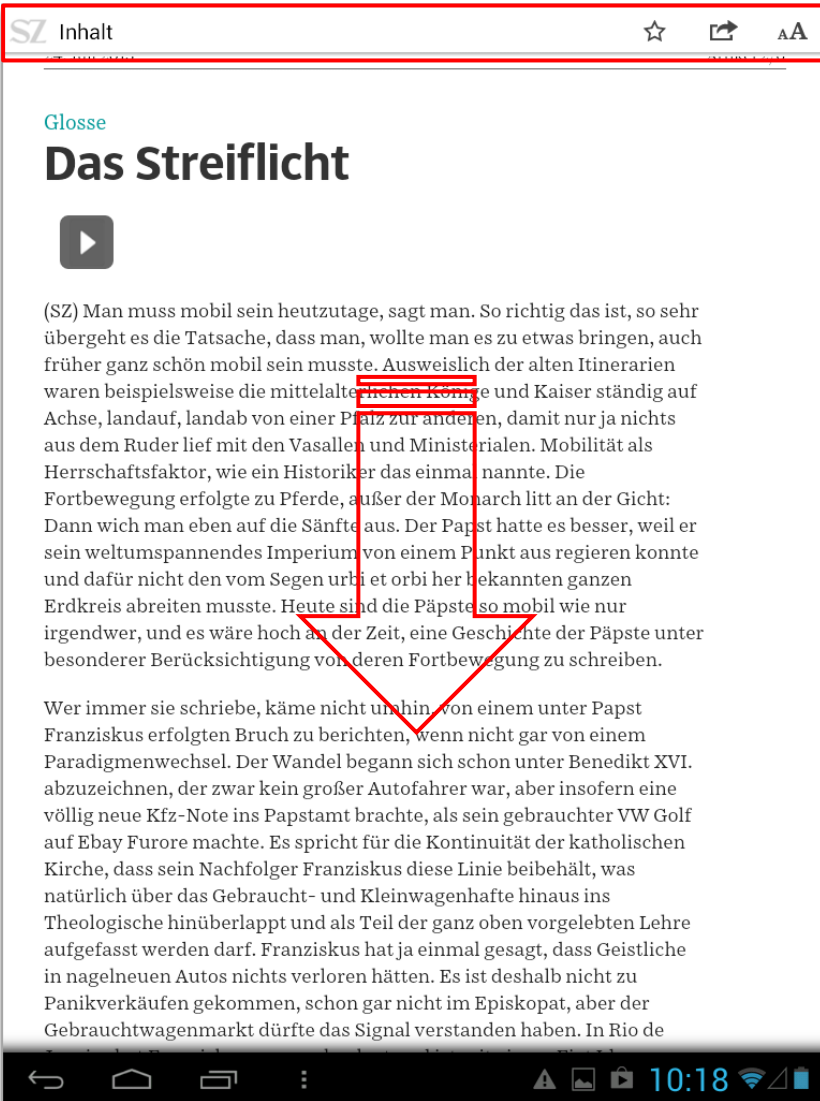 SZ Inhalt AA
Glosse
Das Streiflicht
(SZ) Man muss mobil sein heutzutage, sagt man. So richtig das ist, so sehr
übergeht es die Tatsache, dass man, wollte man es zu etwas bringen, auch
früher ganz schön mobil sein musste. Ausweislich der alten Itinerarien
waren beispielsweise die mittelalterlichen Könige und Kaiser ständig auf
Achse, landauf, landab von einer Pfalz zur anderen, damit nur ja nichts
aus dem Ruder lief mit den Vasallen und Ministerialen. Mobilität als
Herrschaftsfaktor, wie ein Historiker das einmal nannte. Die
Fortbewegung erfolgte zu Pferde, außer der Monarch litt an der Gicht:
Dann wich man eben auf die Sänfte aus. Der Papst hatte es besser, weil er
sein weltumspannendes Imperium von einem Punkt aus regieren konnte
und dafür nicht den vom Segen urbi et orbi her bekannten ganzen
Erdkreis abreiten musste. Heute sind die Päpste so mobil wie nur
irgendwer, und es wäre hoch an der Zeit, eine Geschichte der Päpste unter
besonderer Berücksichtigung von deren Fortbewegung zu schreiben.
Wer immer sie schriebe, käme nicht umhin, von einem unter Papst
Franziskus erfolgten Bruch zu berichten, wenn nicht gar von einem
Paradigmenwechsel. Der Wandel begann sich schon unter Benedikt XVI.
abzuzeichnen, der zwar kein großer Autofahrer war, aber insofern eine
völlig neue Kfz-Note ins Papstamt brachte, als sein gebrauchter VW Golf
auf Ebay Furore machte. Es spricht für die Kontinuität der katholischen
Kirche, dass sein Nachfolger Franziskus diese Linie beibehält, was
natürlich über das Gebraucht- und Kleinwagenhafte hinaus ins
Theologische hinüberlappt und als Teil der ganz oben vorgelebten Lehre
aufgefasst werden darf. Franziskus hat ja einmal gesagt, dass Geistliche
in nagelneuen Autos nichts verloren hätten. Es ist deshalb nicht zu
Panikverkäufen gekommen, schon gar nicht im Episkopat, aber der
Gebrauchtwagenmarkt dürfte das Signal verstanden haben. In Rio de
10:18